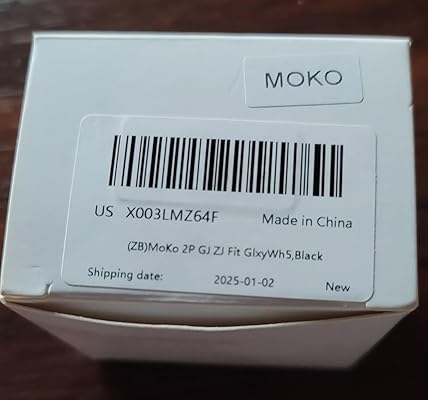 MOKO
US X003LMZ64F Made in China
(ZB)MoKo 2P GJ ZJ Fit GlxyWh5,Black
Shipping date: 2025-01-02 New